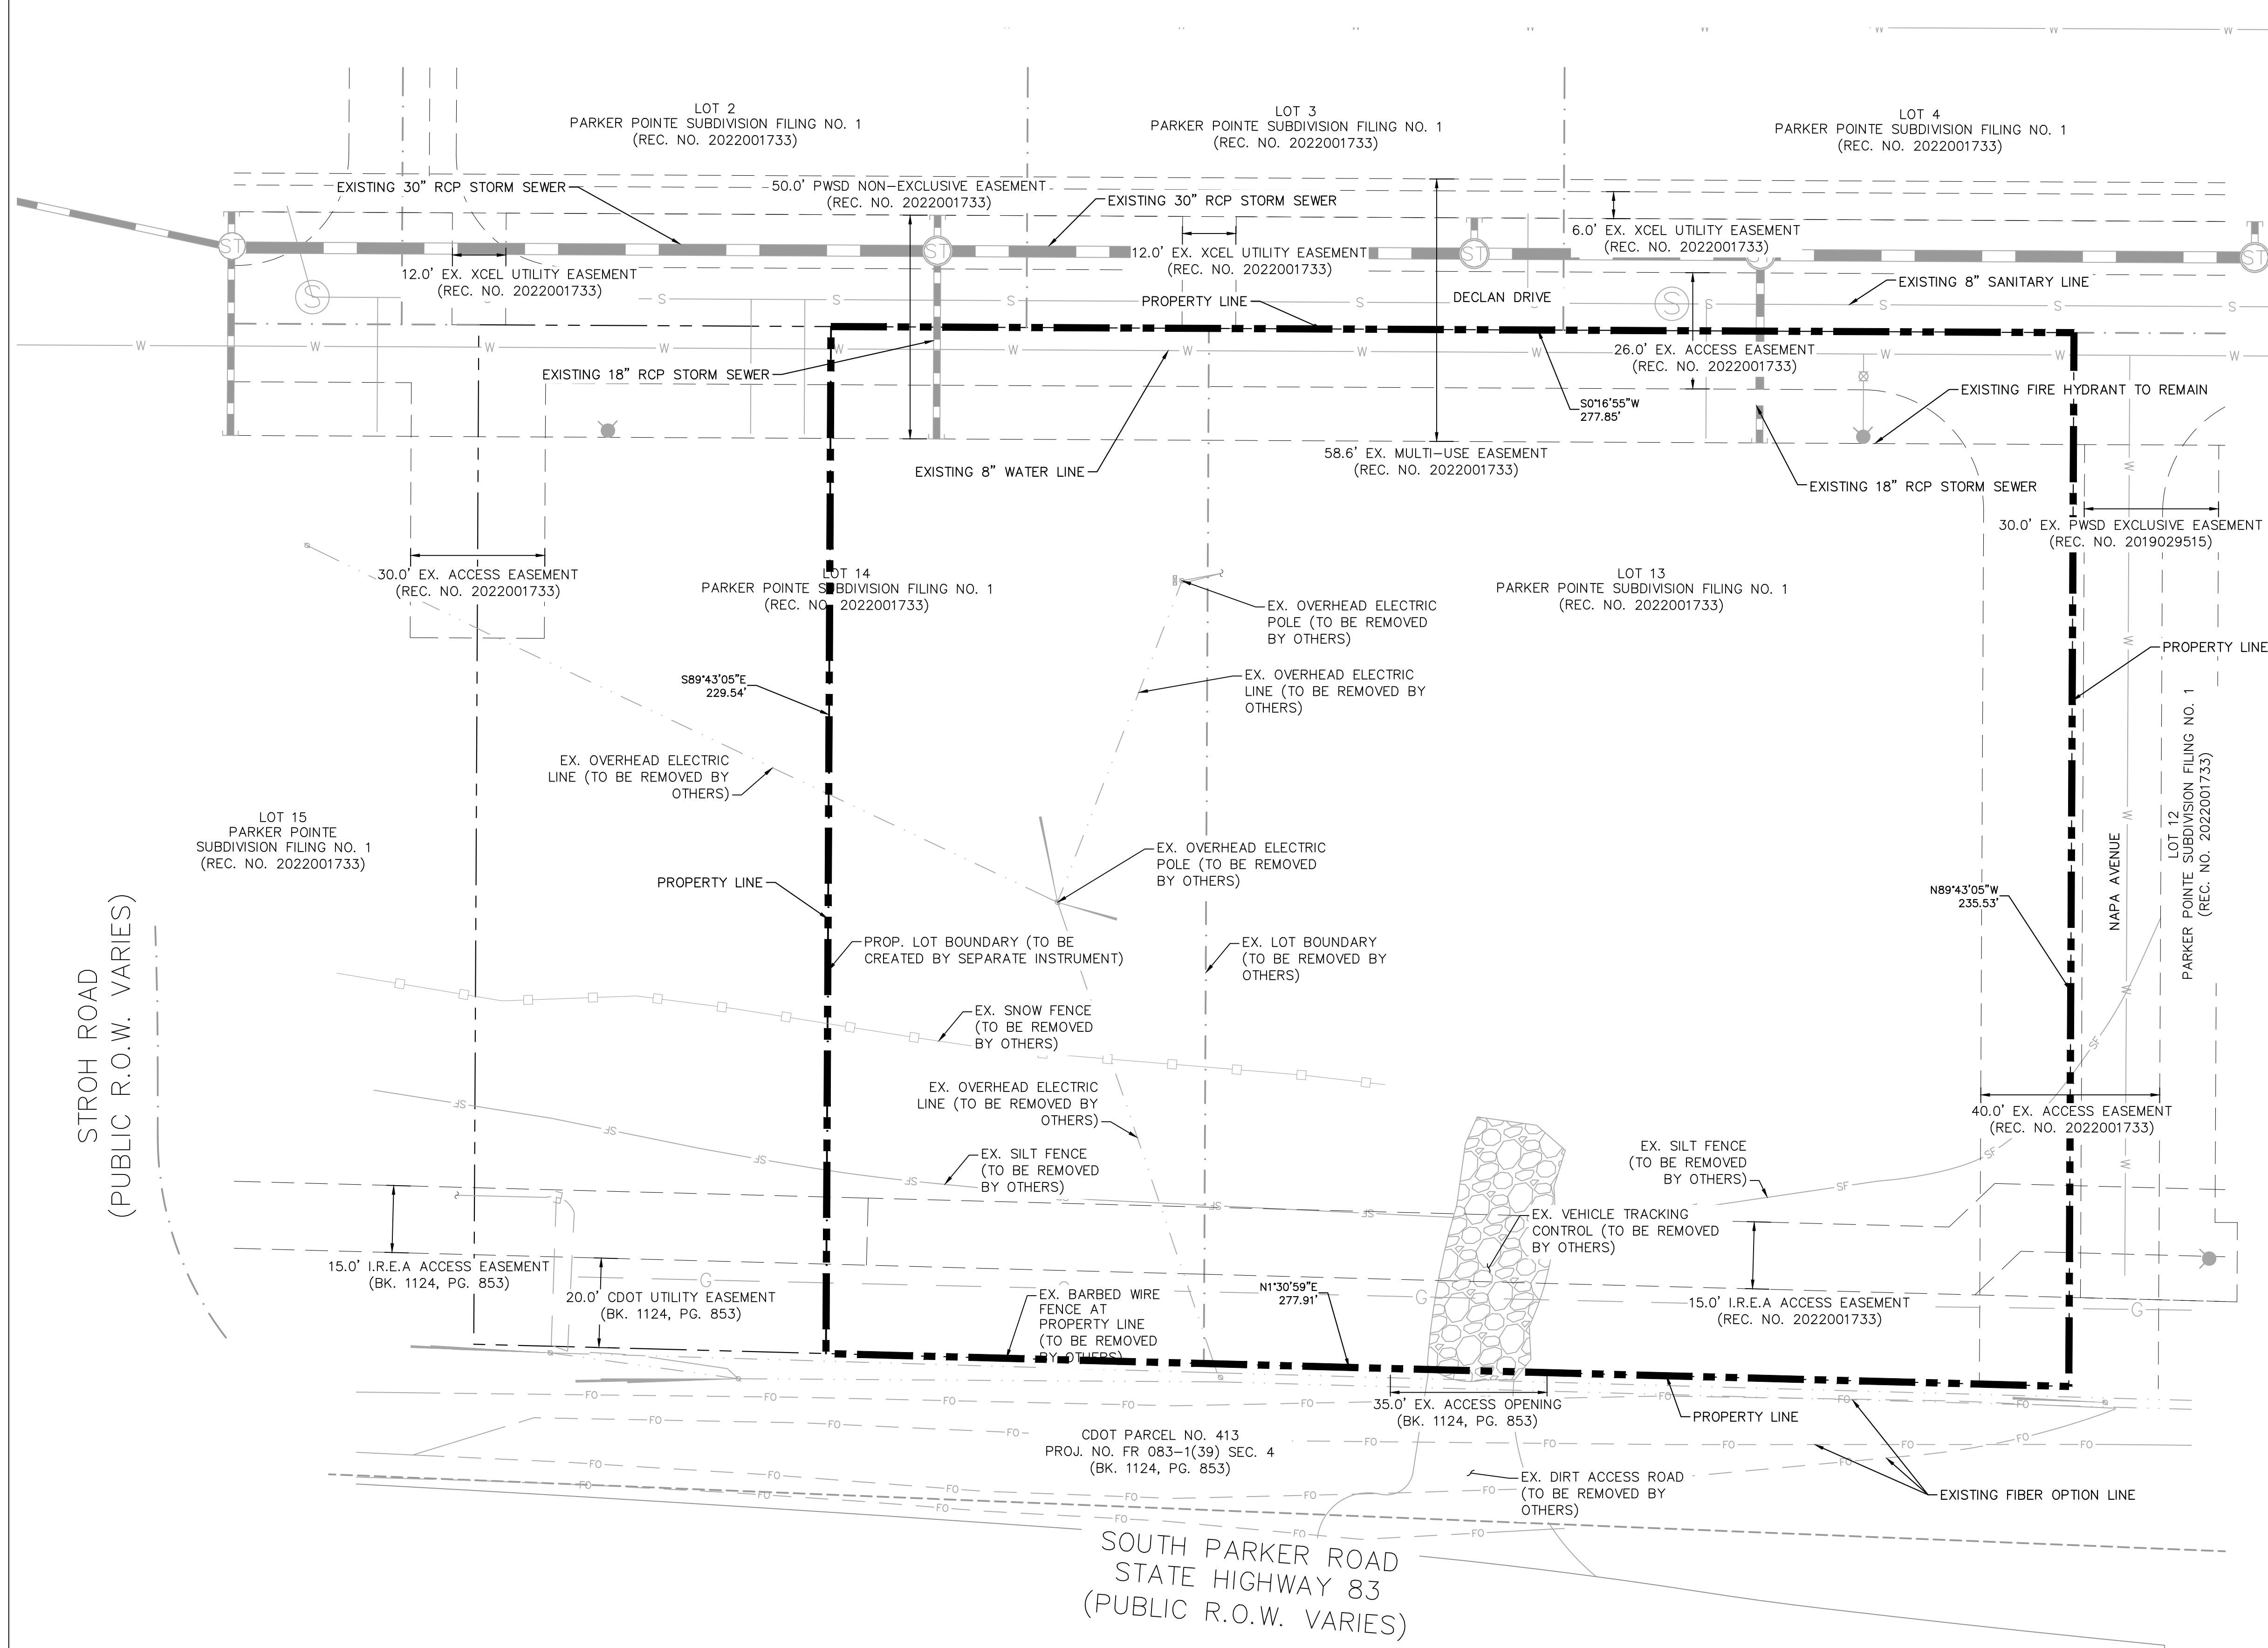 LOT 2
PARKER POINTE SUBDIVISION FILING NO. 1
(REC. NO. 2022001733)
LOT 3
PARKER POINTE SUBDIVISION FILING NO. 1
(REC. NO. 2022001733)
LOT 4
PARKER POINTE SUBDIVISION FILING NO. 1
(REC. NO. 2022001733)
EXISTING 30" RCP STORM SEWER
50.0' PWSD NON-EXCLUSIVE EASEMENT
(REC. NO. 2022001733)
EXISTING 30" RCP STORM SEWER
6.0' EX. XCEL UTILITY EASEMENT
(REC. NO. 2022001733)
12.0' EX. XCEL UTILITY EASEMENT
(REC. NO. 2022001733)
12.0' EX. XCEL UTILITY EASEMENT
(REC. NO. 2022001733)
PROPERTY LINE
DECLAN DRIVE
EXISTING 8" SANITARY LINE
EXISTING 18" RCP STORM SEWER
26.0' EX. ACCESS EASEMENT
(REC. NO. 2022001733)
S0°16'55"W
277.85'
EXISTING FIRE HYDRANT TO REMAIN
EXISTING 8" WATER LINE
58.6' EX. MULTI-USE EASEMENT
(REC. NO. 2022001733)
EXISTING 18" RCP STORM SEWER
30.0' EX. PWSD EXCLUSIVE EASEMENT
(REC. NO. 2019029515)
30.0' EX. ACCESS EASEMENT
(REC. NO. 2022001733)
LOT 14
PARKER POINTE SUBDIVISION FILING NO. 1
(REC. NO. 2022001733)
LOT 13
PARKER POINTE SUBDIVISION FILING NO. 1
(REC. NO. 2022001733)
EX. OVERHEAD ELECTRIC
POLE (TO BE REMOVED
BY OTHERS)
PROPERTY LINE
EX. OVERHEAD ELECTRIC
LINE (TO BE REMOVED BY
OTHERS)
S89°43'05"E
229.54'
EX. OVERHEAD ELECTRIC
LINE (TO BE REMOVED BY
OTHERS)
LOT 15
PARKER POINTE
SUBDIVISION FILING NO. 1
(REC. NO. 2022001733)
EX. OVERHEAD ELECTRIC
POLE (TO BE REMOVED
BY OTHERS)
PROPERTY LINE
N89°43'05"W
235.53'
NAPA AVENUE
LOT 12
PARKER POINTE SUBDIVISION FILING NO. 1
(REC. NO. 2022001733)
STROH ROAD
(PUBLIC R.O.W. VARIES)
PROP. LOT BOUNDARY (TO BE
CREATED BY SEPARATE INSTRUMENT)
EX. LOT BOUNDARY
(TO BE REMOVED BY
OTHERS)
EX. SNOW FENCE
(TO BE REMOVED
BY OTHERS)
EX. OVERHEAD ELECTRIC
LINE (TO BE REMOVED BY
OTHERS)
40.0' EX. ACCESS EASEMENT
(REC. NO. 2022001733)
EX. SILT FENCE
(TO BE REMOVED
BY OTHERS)
EX. SILT FENCE
(TO BE REMOVED
BY OTHERS)
EX. VEHICLE TRACKING
CONTROL (TO BE REMOVED
BY OTHERS)
15.0' I.R.E.A ACCESS EASEMENT
(BK. 1124, PG. 853)
20.0' CDOT UTILITY EASEMENT
(BK. 1124, PG. 853)
EX. BARBED WIRE
FENCE AT
PROPERTY LINE
(TO BE REMOVED
BY OTHERS)
N1°30'59"E
277.91'
15.0' I.R.E.A ACCESS EASEMENT
(REC. NO. 2022001733)
35.0' EX. ACCESS OPENING
(BK. 1124, PG. 853)
PROPERTY LINE
CDOT PARCEL NO. 413
PROJ. NO. FR 083-1(39) SEC. 4
(BK. 1124, PG. 853)
EX. DIRT ACCESS ROAD
(TO BE REMOVED BY
OTHERS)
EXISTING FIBER OPTION LINE
SOUTH PARKER ROAD
STATE HIGHWAY 83
(PUBLIC R.O.W. VARIES)